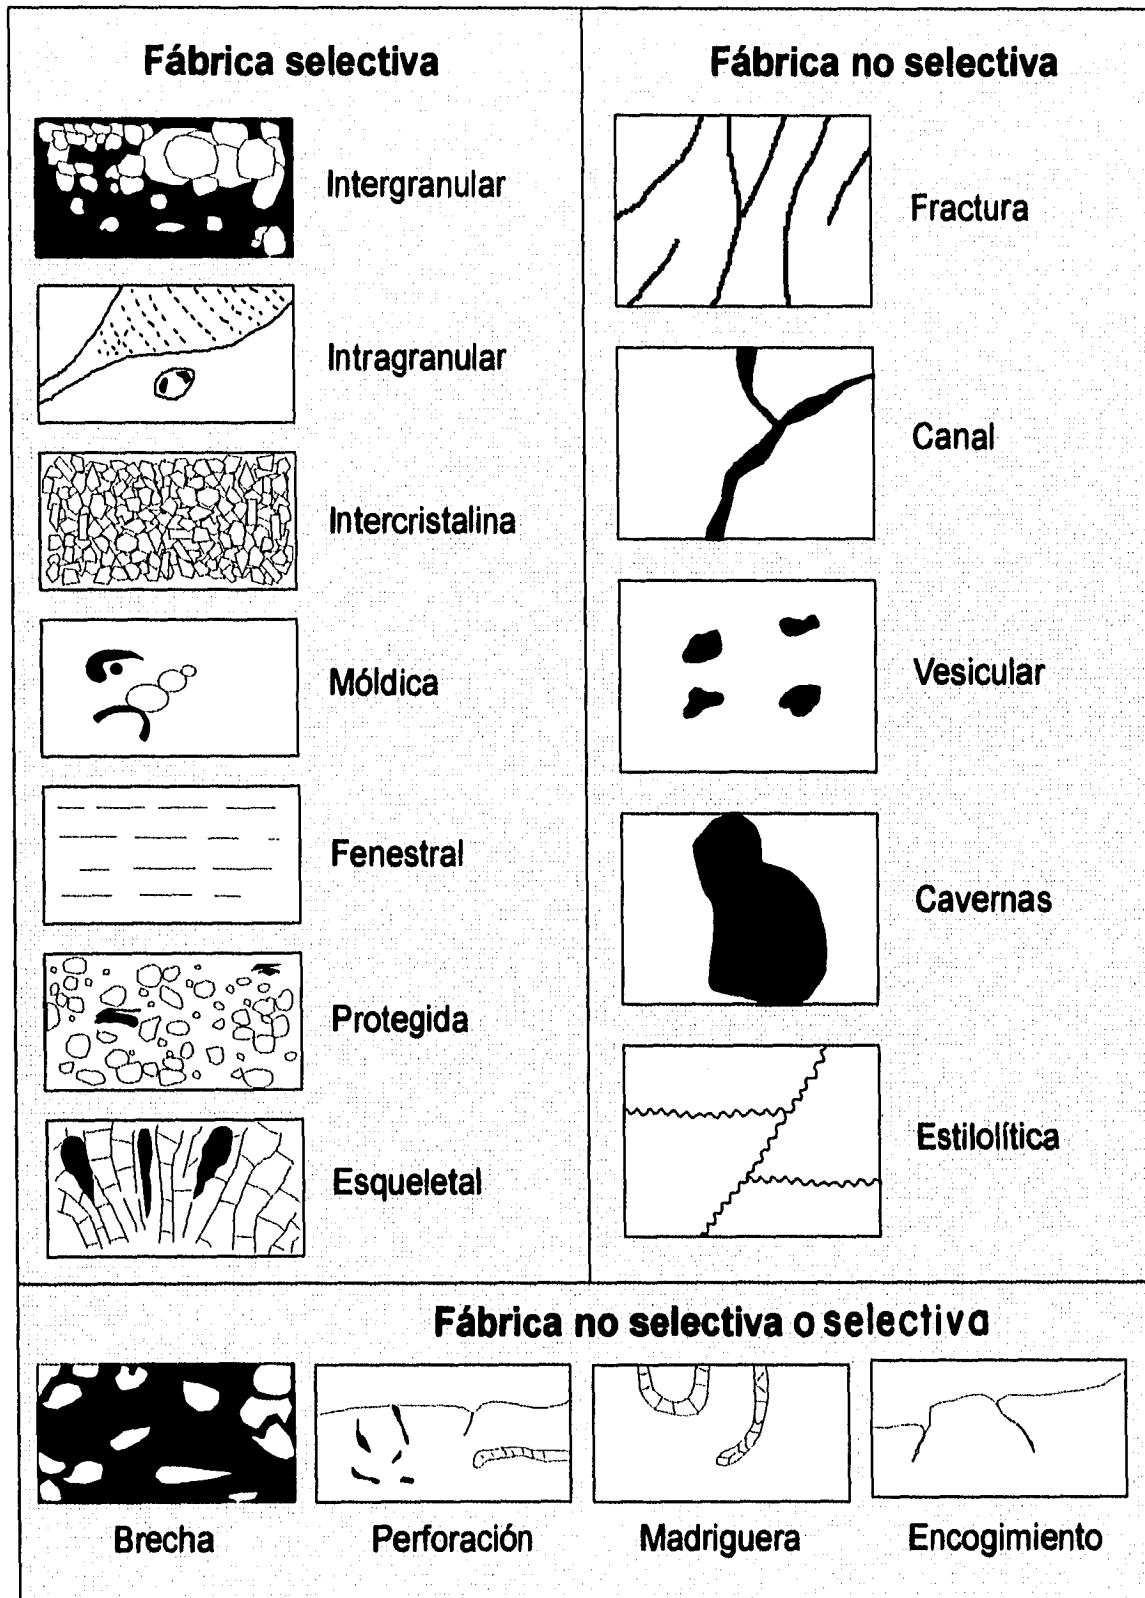 Fábrica selectiva
Intergranular
Intragranular
Intercristalina
Móldica
Fenestral
Protegida
Esqueletal
Fábrica no selectiva
Fractura
Canal
Vesicular
Cavernas
Estilolítica
Fábrica no selectiva o selectiva
Brecha
Perforación
Madriguera
Encogimiento